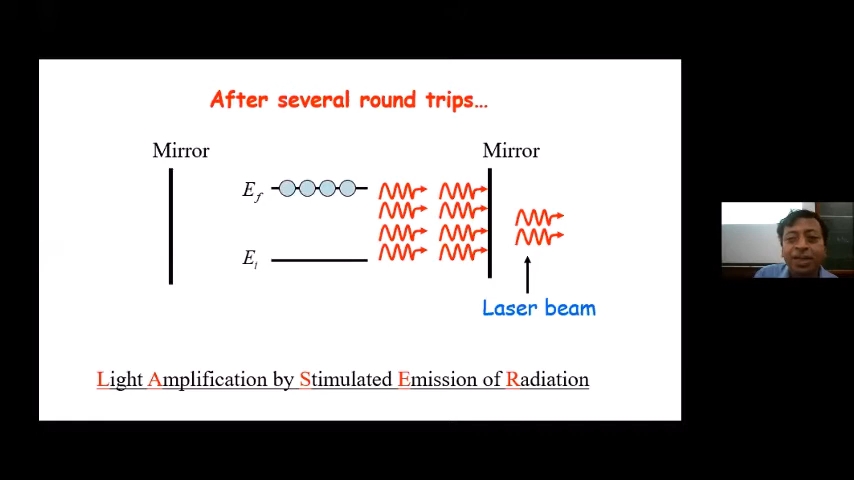 After several round trips...
Mirror
Mirror
E_f
E_i
Laser beam
Light Amplification by Stimulated Emission of Radiation